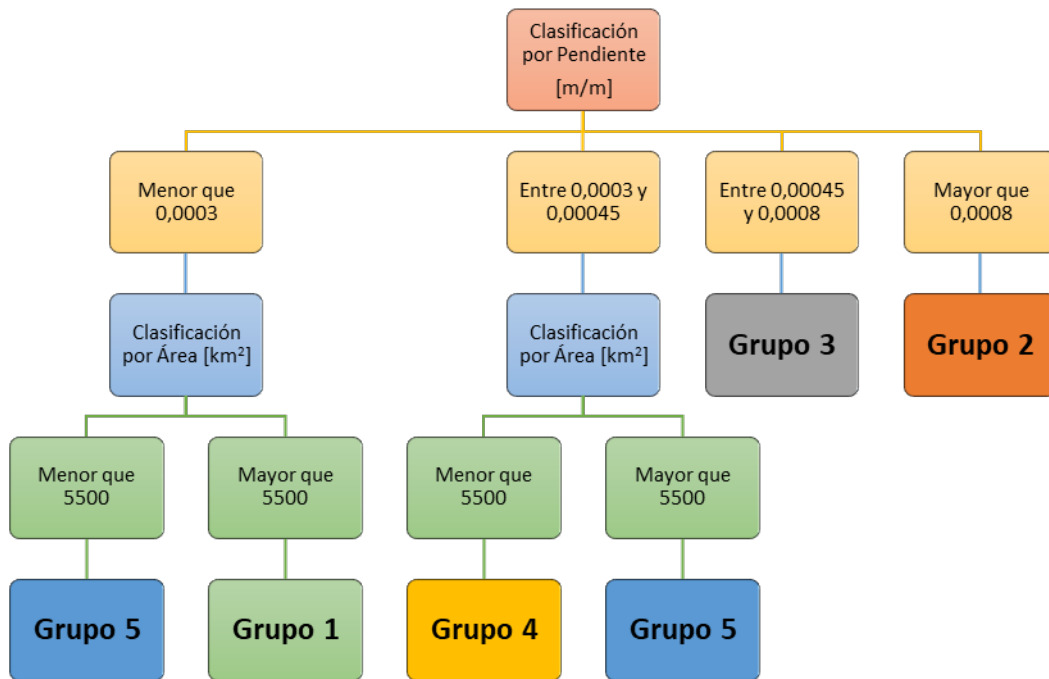 Clasificación
por Pendiente
[m/m]
Menor que
0,0003
Entre 0,0003 y
0,00045
Entre 0,00045
y 0,0008
Mayor que
0,0008
Clasificación
por Área [km²]
Clasificación
por Área [km²]
Grupo 3
Grupo 2
Menor que
5500
Mayor que
5500
Menor que
5500
Mayor que
5500
Grupo 5
Grupo 1
Grupo 4
Grupo 5